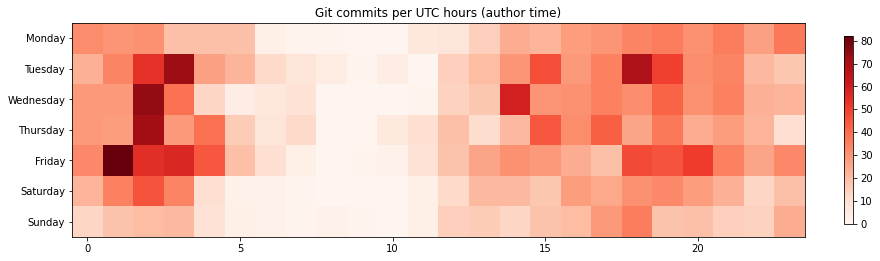 Git commits per UTC hours (author time)
Monday
Tuesday
Wednesday
Thursday
Friday
Saturday
Sunday
0 5 10 15 20
80
70
60
50
40
30
20
10
0